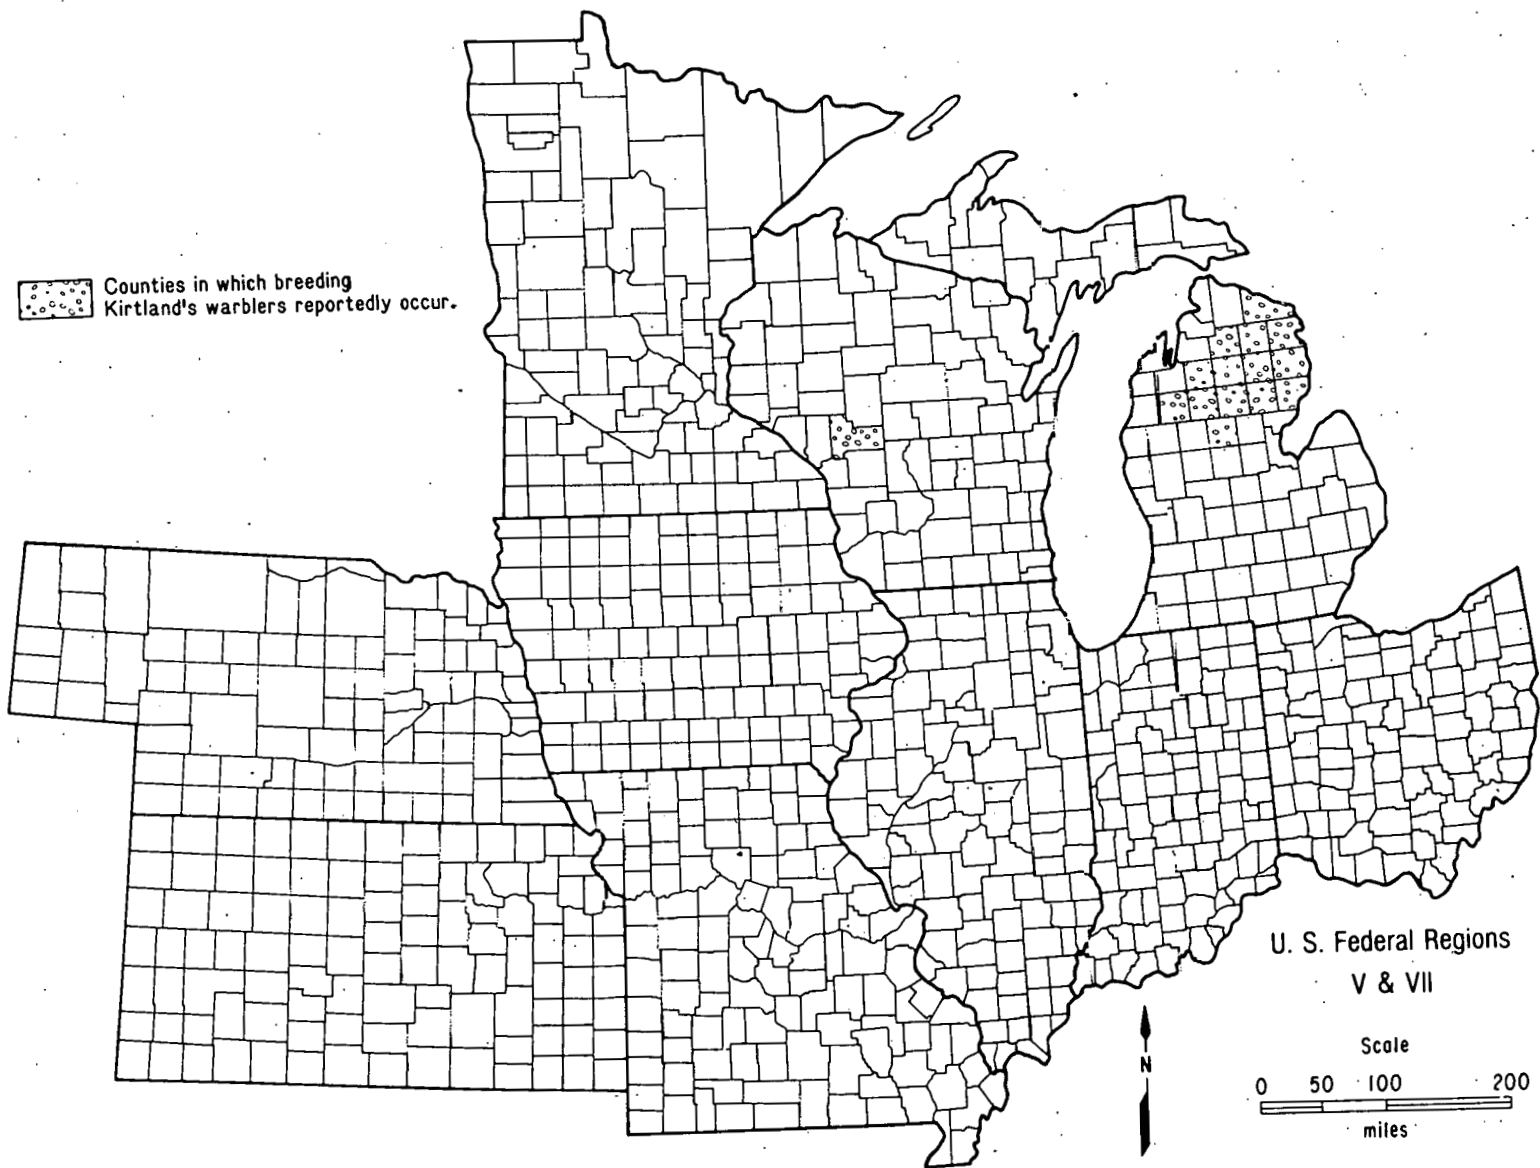 Counties in which breeding
Kirtland's warblers reportedly occur.
U. S. Federal Regions
V & VII
N
Scale
0 50 100 200
miles